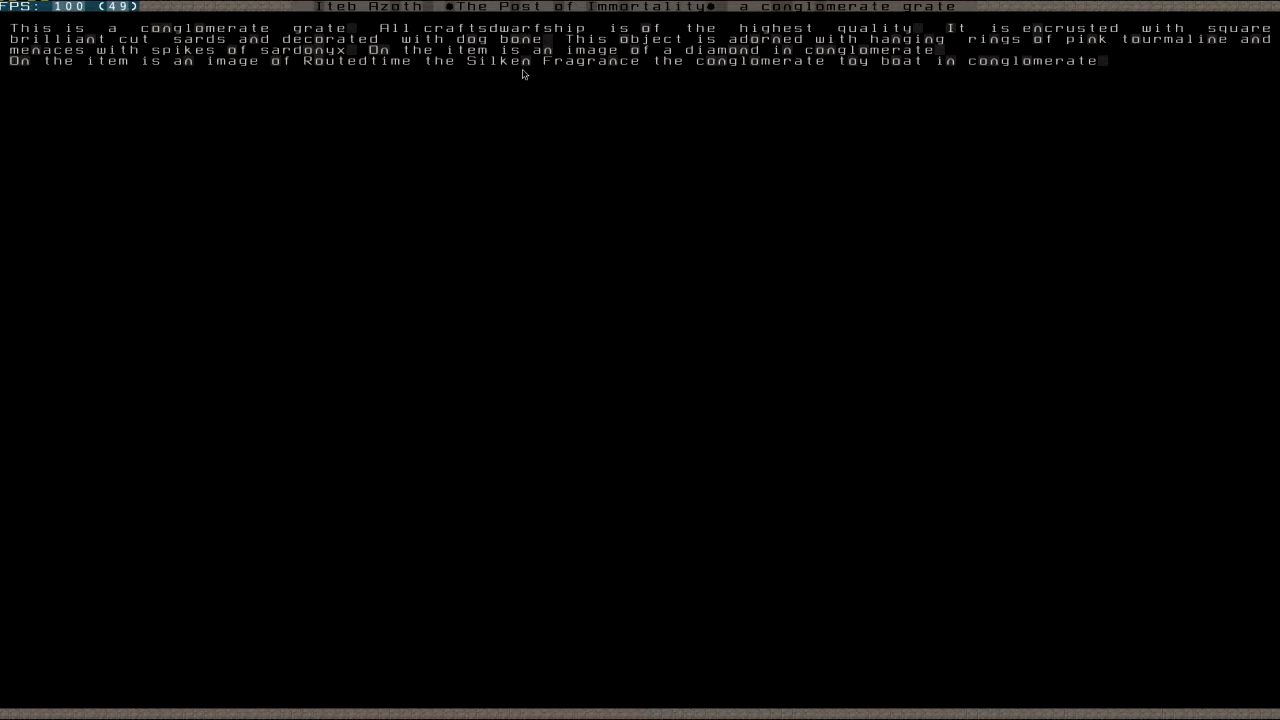 FPS: 100 (49) Iteb Azoth ●The Post of Immortality● a conglomerate grate
This is a conglomerate grate All craftsdwarfship is of the highest quality It is encrusted with square
brilliant cut sards and decorated with dog bone This object is adorned with hanging rings of pink tourmaline and
menaces with spikes of sardonyx On the item is an image of a diamond in conglomerate
On the item is an image of Routedtime the Silken Fragrance the conglomerate toy boat in conglomerate